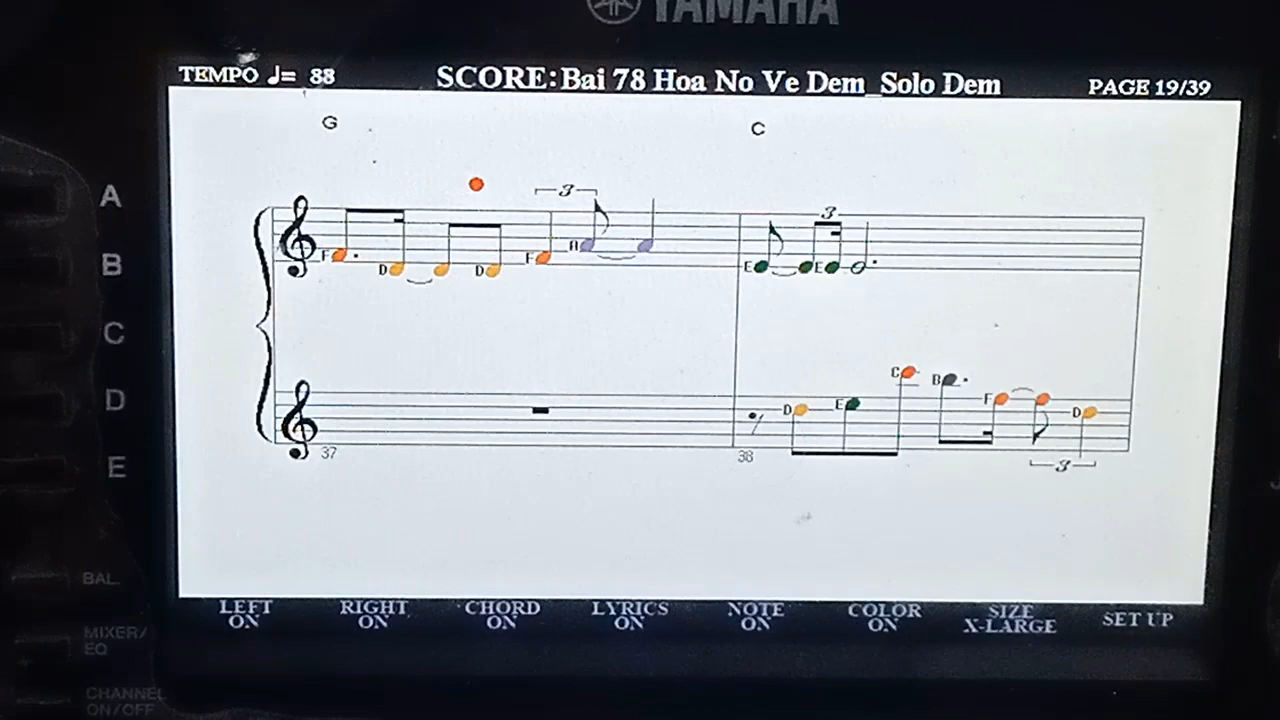 YAMAHA
TEMPO ♩= 88 SCORE:Bai 78 Hoa No Ve Dem_Solo Dem PAGE 19/39
G C
3 3
F D D F A E E
D E C B F D
37 38
3
A
B
C
D
E
BAL.
MIXER/
EQ
CHANNEL
ON/OFF
LEFT ON
RIGHT ON
CHORD ON
LYRICS ON
NOTE ON
COLOR ON
SIZE X-LARGE
SET UP